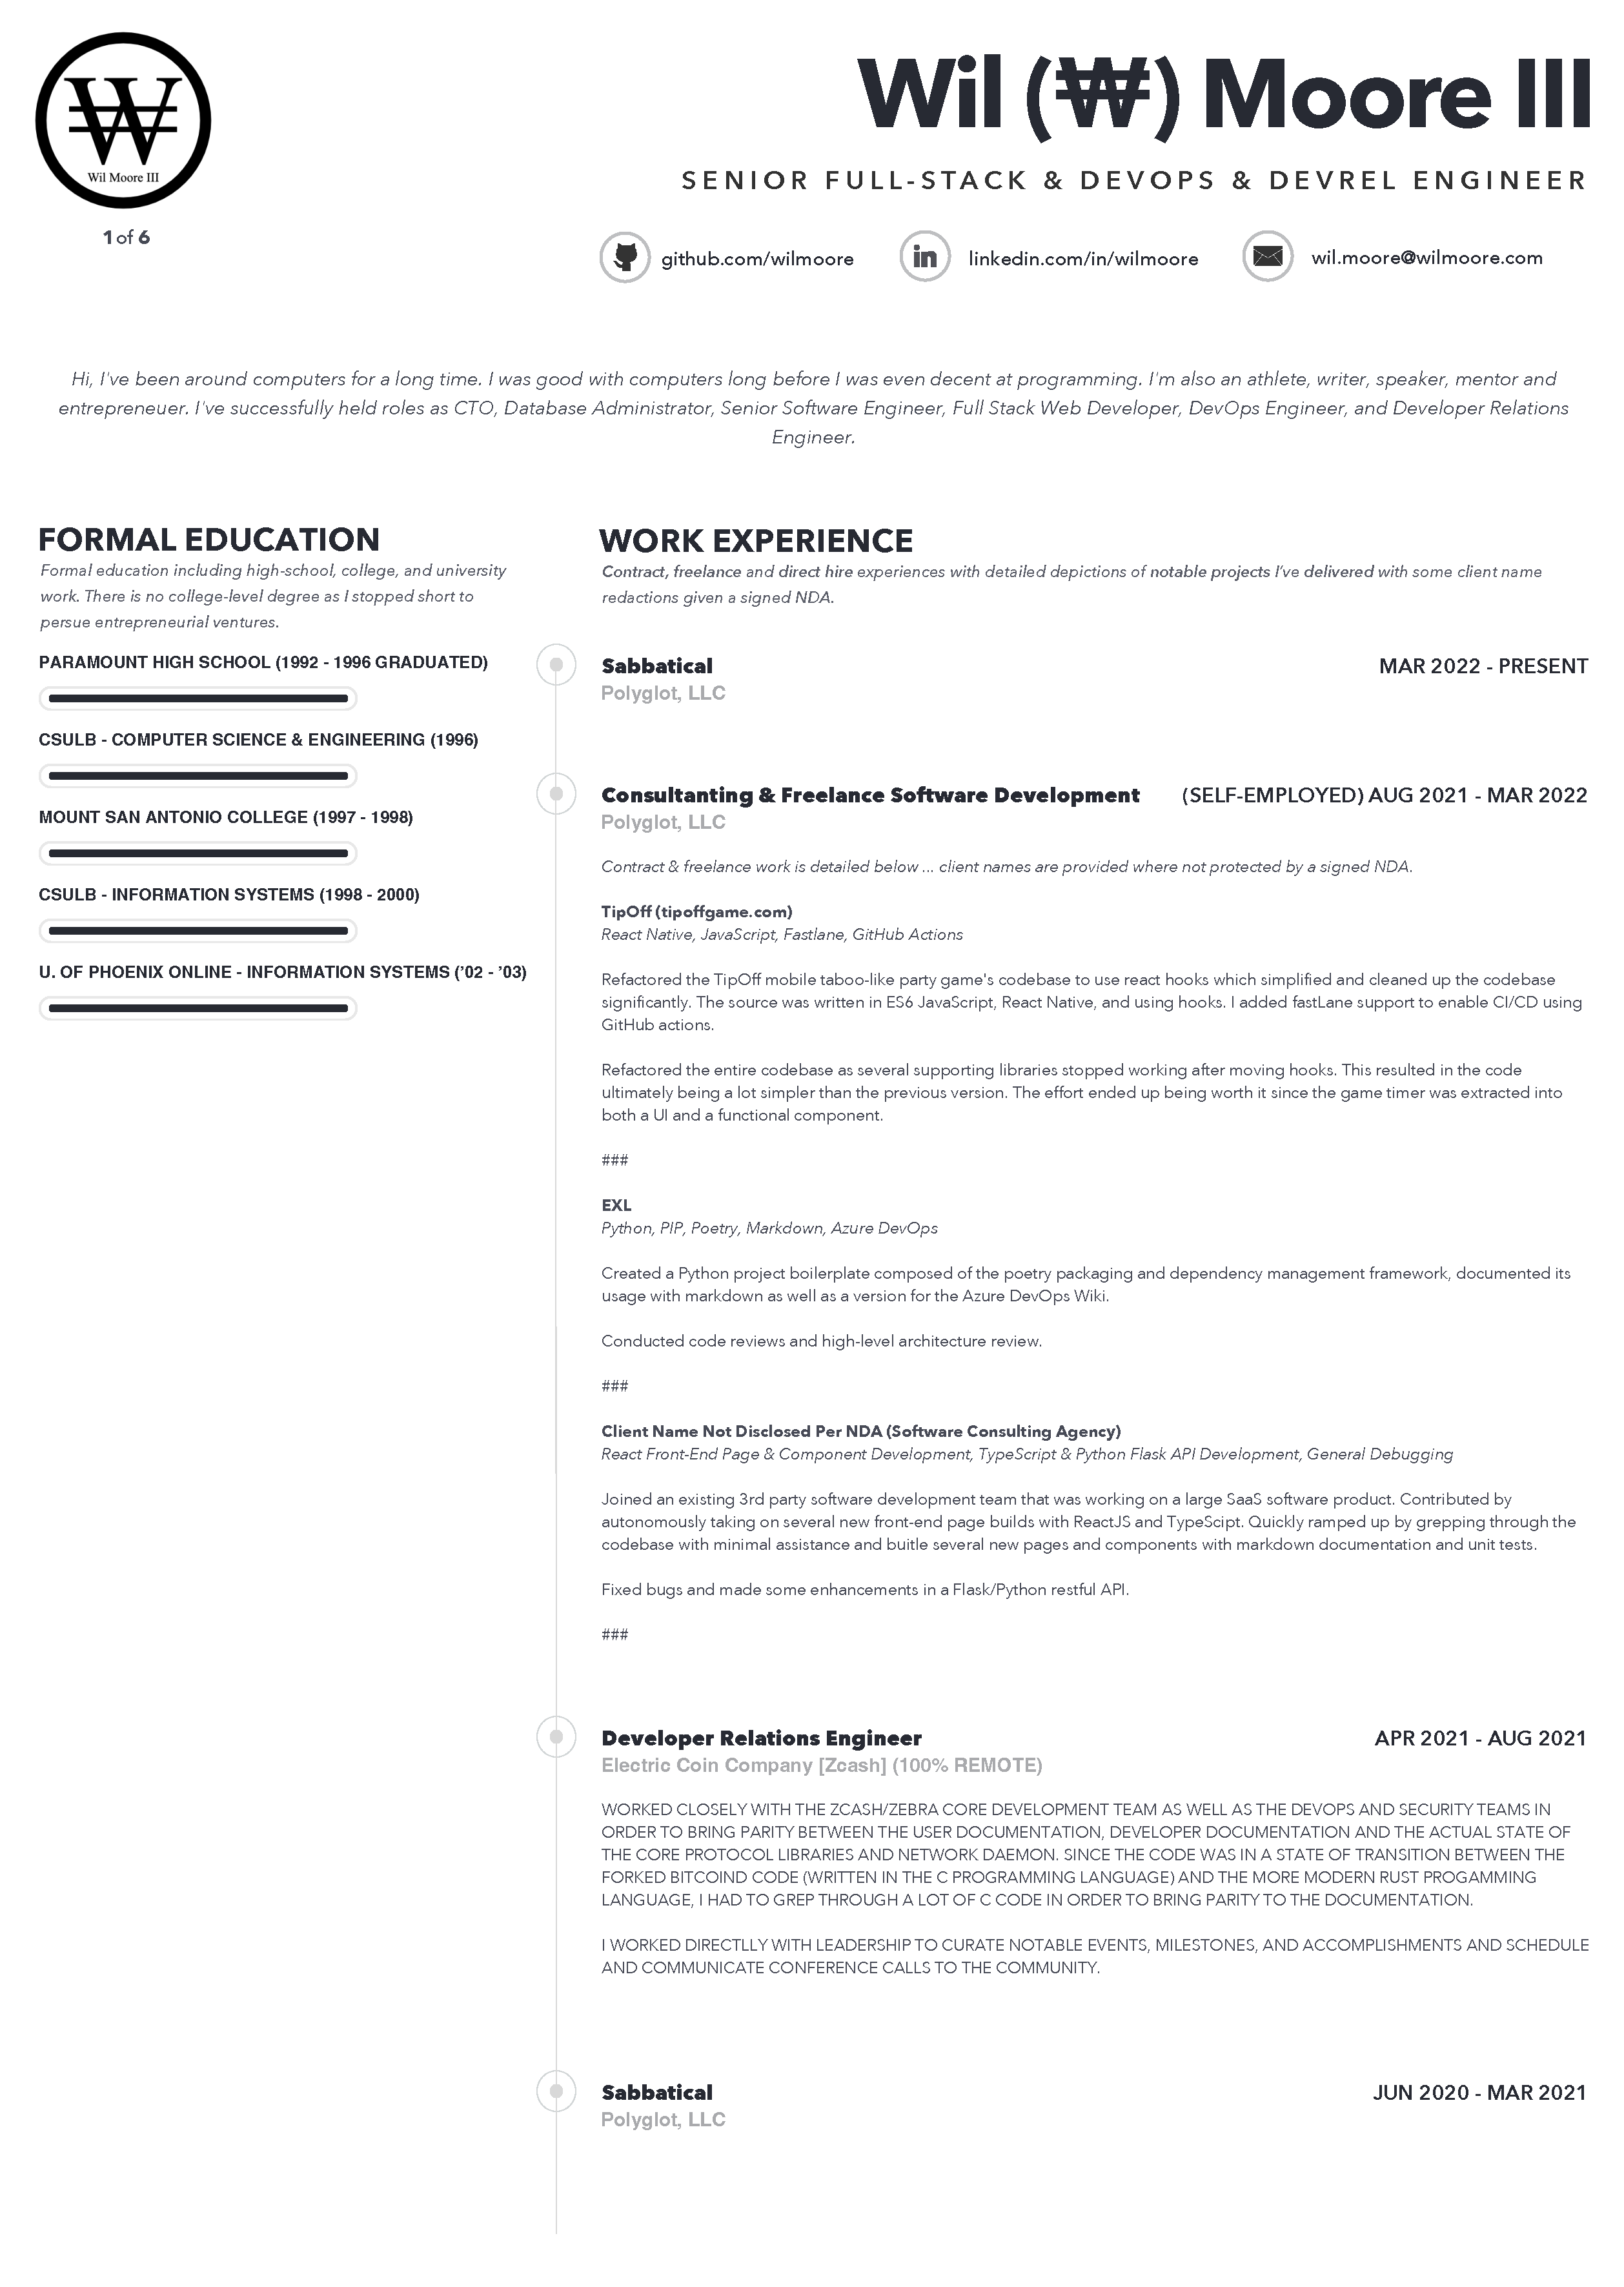 W
Wil Moore III
1 of 6
Wil (₩) Moore III
SENIOR FULL-STACK & DEVOPS & DEVREL ENGINEER
github.com/wilmoore
linkedin.com/in/wilmoore
wil.moore@wilmoore.com
Hi, I've been around computers for a long time. I was good with computers long before I was even decent at programming. I'm also an athlete, writer, speaker, mentor and
entrepreneuer. I've successfully held roles as CTO, Database Administrator, Senior Software Engineer, Full Stack Web Developer, DevOps Engineer, and Developer Relations
Engineer.
FORMAL EDUCATION
Formal education including high-school, college, and university
work. There is no college-level degree as I stopped short to
persue entrepreneurial ventures.
PARAMOUNT HIGH SCHOOL (1992 - 1996 GRADUATED)
CSULB - COMPUTER SCIENCE & ENGINEERING (1996)
MOUNT SAN ANTONIO COLLEGE (1997 - 1998)
CSULB - INFORMATION SYSTEMS (1998 - 2000)
U. OF PHOENIX ONLINE - INFORMATION SYSTEMS (’02 - ’03)
WORK EXPERIENCE
Contract, freelance and direct hire experiences with detailed depictions of notable projects I’ve delivered with some client name
redactions given a signed NDA.
Sabbatical MAR 2022 - PRESENT
Polyglot, LLC
Consultanting & Freelance Software Development (SELF-EMPLOYED) AUG 2021 - MAR 2022
Polyglot, LLC
Contract & freelance work is detailed below ... client names are provided where not protected by a signed NDA.
TipOff (tipoffgame.com)
React Native, JavaScript, Fastlane, GitHub Actions
Refactored the TipOff mobile taboo-like party game's codebase to use react hooks which simplified and cleaned up the codebase
significantly. The source was written in ES6 JavaScript, React Native, and using hooks. I added fastLane support to enable CI/CD using
GitHub actions.
Refactored the entire codebase as several supporting libraries stopped working after moving hooks. This resulted in the code
ultimately being a lot simpler than the previous version. The effort ended up being worth it since the game timer was extracted into
both a UI and a functional component.
###
EXL
Python, PIP, Poetry, Markdown, Azure DevOps
Created a Python project boilerplate composed of the poetry packaging and dependency management framework, documented its
usage with markdown as well as a version for the Azure DevOps Wiki.
Conducted code reviews and high-level architecture review.
###
Client Name Not Disclosed Per NDA (Software Consulting Agency)
React Front-End Page & Component Development, TypeScript & Python Flask API Development, General Debugging
Joined an existing 3rd party software development team that was working on a large SaaS software product. Contributed by
autonomously taking on several new front-end page builds with ReactJS and TypeScipt. Quickly ramped up by grepping through the
codebase with minimal assistance and buitle several new pages and components with markdown documentation and unit tests.
Fixed bugs and made some enhancements in a Flask/Python restful API.
###
Developer Relations Engineer APR 2021 - AUG 2021
Electric Coin Company [Zcash] (100% REMOTE)
WORKED CLOSELY WITH THE ZCASH/ZEBRA CORE DEVELOPMENT TEAM AS WELL AS THE DEVOPS AND SECURITY TEAMS IN
ORDER TO BRING PARITY BETWEEN THE USER DOCUMENTATION, DEVELOPER DOCUMENTATION AND THE ACTUAL STATE OF
THE CORE PROTOCOL LIBRARIES AND NETWORK DAEMON. SINCE THE CODE WAS IN A STATE OF TRANSITION BETWEEN THE
FORKED BITCOIND CODE (WRITTEN IN THE C PROGRAMMING LANGUAGE) AND THE MORE MODERN RUST PROGAMMING
LANGUAGE, I HAD TO GREP THROUGH A LOT OF C CODE IN ORDER TO BRING PARITY TO THE DOCUMENTATION.
I WORKED DIRECTLLY WITH LEADERSHIP TO CURATE NOTABLE EVENTS, MILESTONES, AND ACCOMPLISHMENTS AND SCHEDULE
AND COMMUNICATE CONFERENCE CALLS TO THE COMMUNITY.
Sabbatical JUN 2020 - MAR 2021
Polyglot, LLC